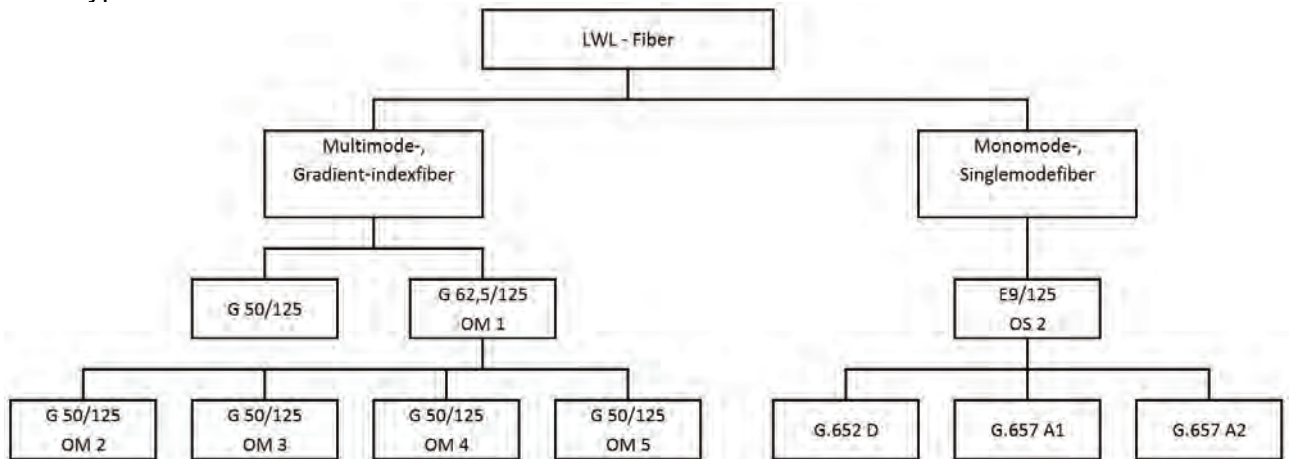 LWL - Fiber
Multimode-,
Gradient-indexfiber
Monomode-,
Singlemodefiber
G 50/125
G 62,5/125
OM 1
E9/125
OS 2
G 50/125
OM 2
G 50/125
OM 3
G 50/125
OM 4
G 50/125
OM 5
G.652 D
G.657 A1
G.657 A2